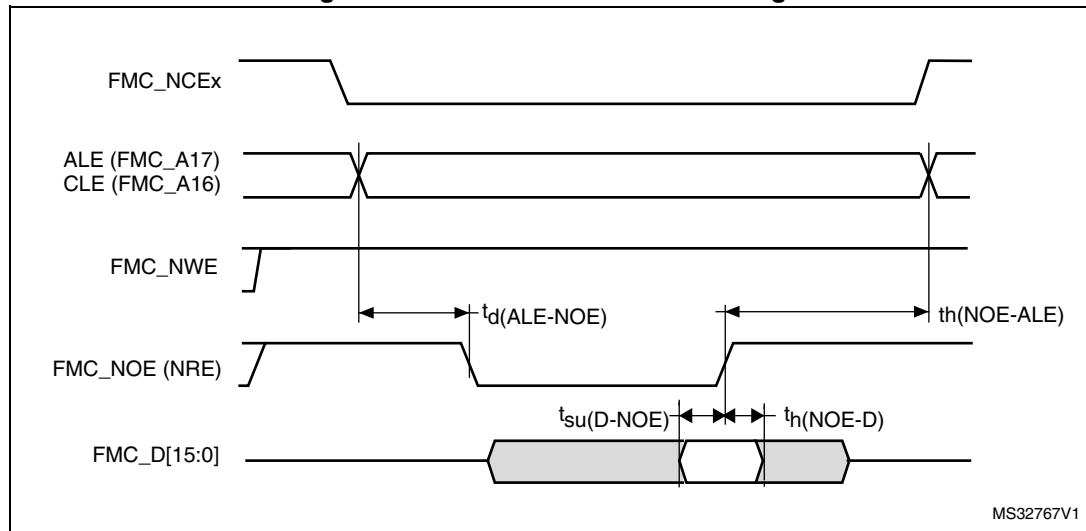 FMC_NCEx
ALE (FMC_A17)
CLE (FMC_A16)
FMC_NWE
td(ALE-NOE)
th(NOE-ALE)
FMC_NOE (NRE)
tsu(D-NOE)
th(NOE-D)
FMC_D[15:0]
MS32767V1